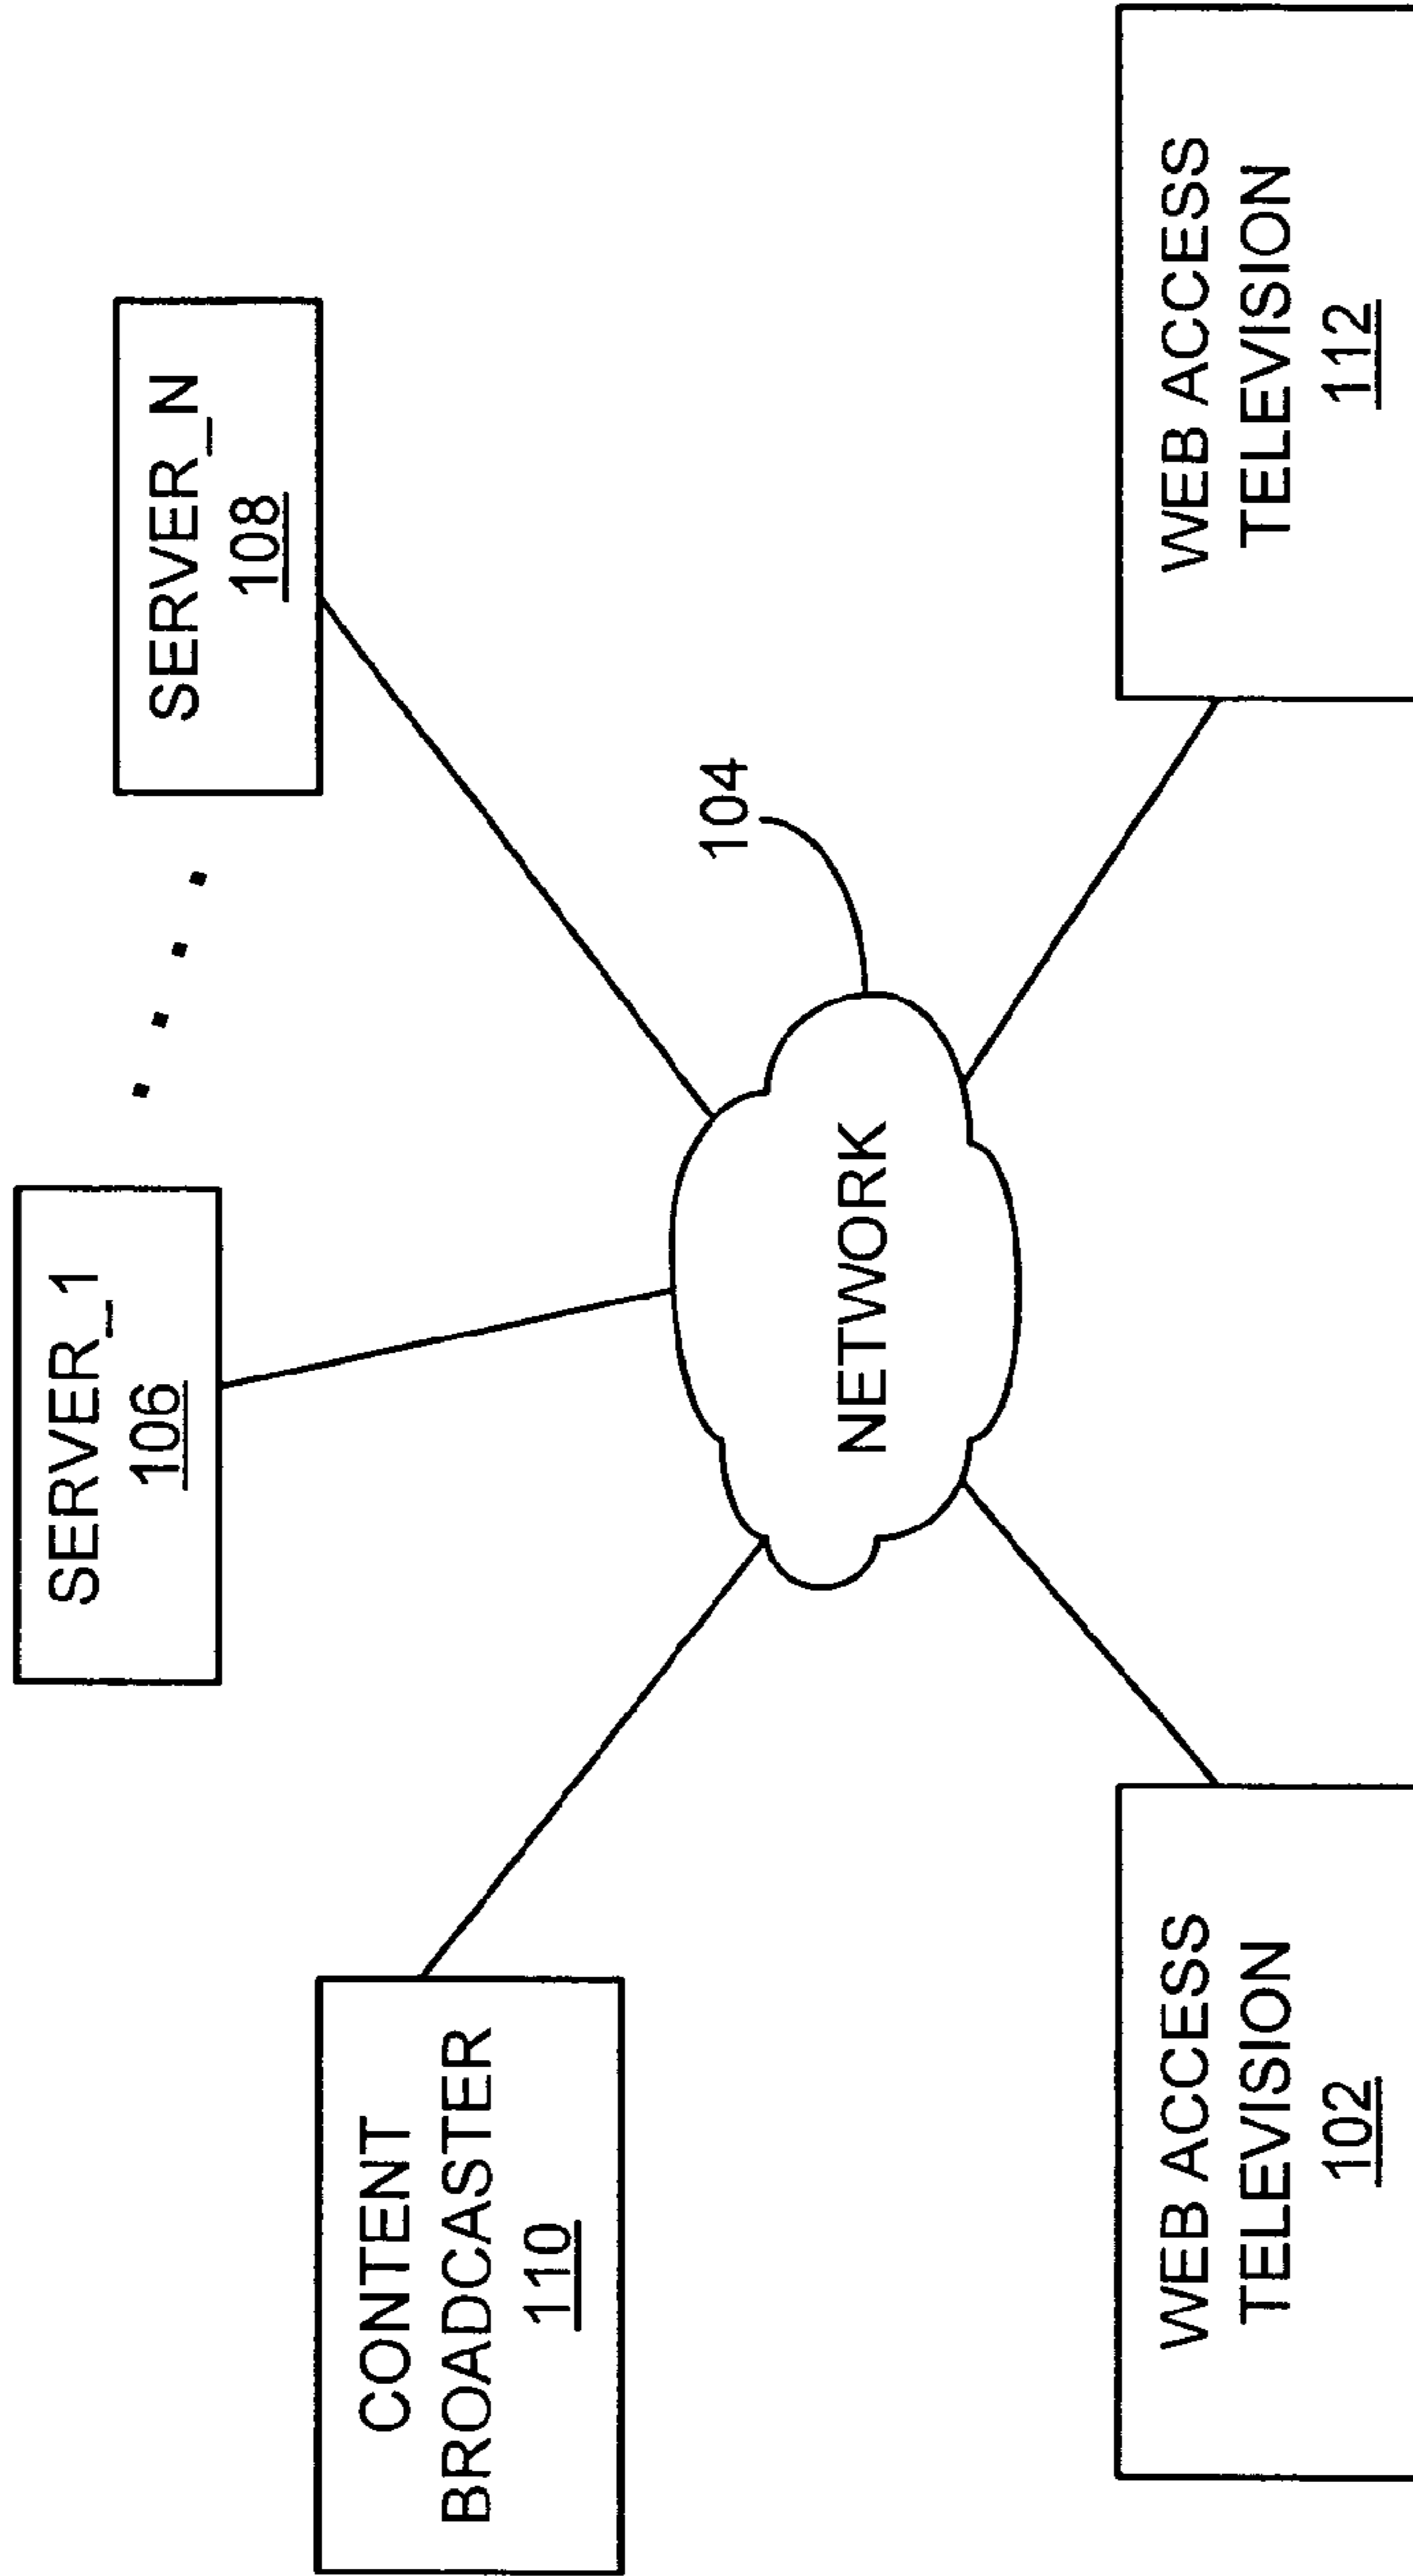 SERVER_1
106
SERVER_N
108
CONTENT
BROADCASTER
110
104
NETWORK
WEB ACCESS
TELEVISION
102
WEB ACCESS
TELEVISION
112